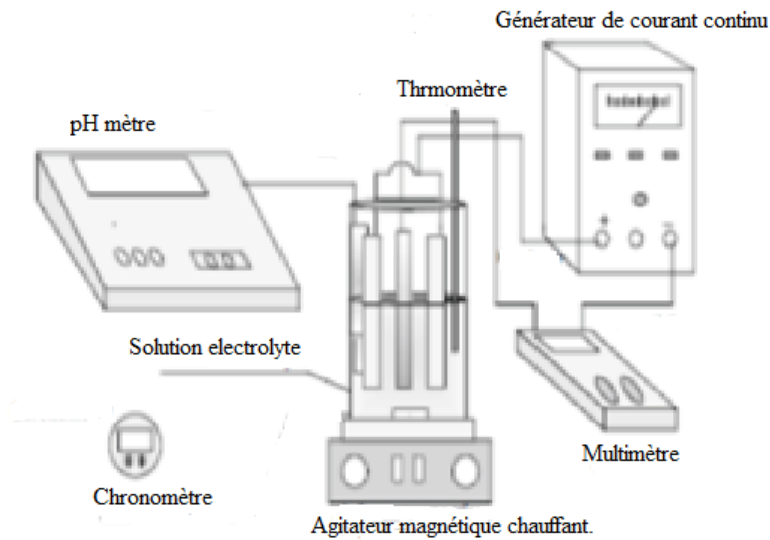 Générateur de courant continu
Thrmomètre
pH mètre
+
−
Solution electrolyte
Multimètre
Chronomètre
Agitateur magnétique chauffant.